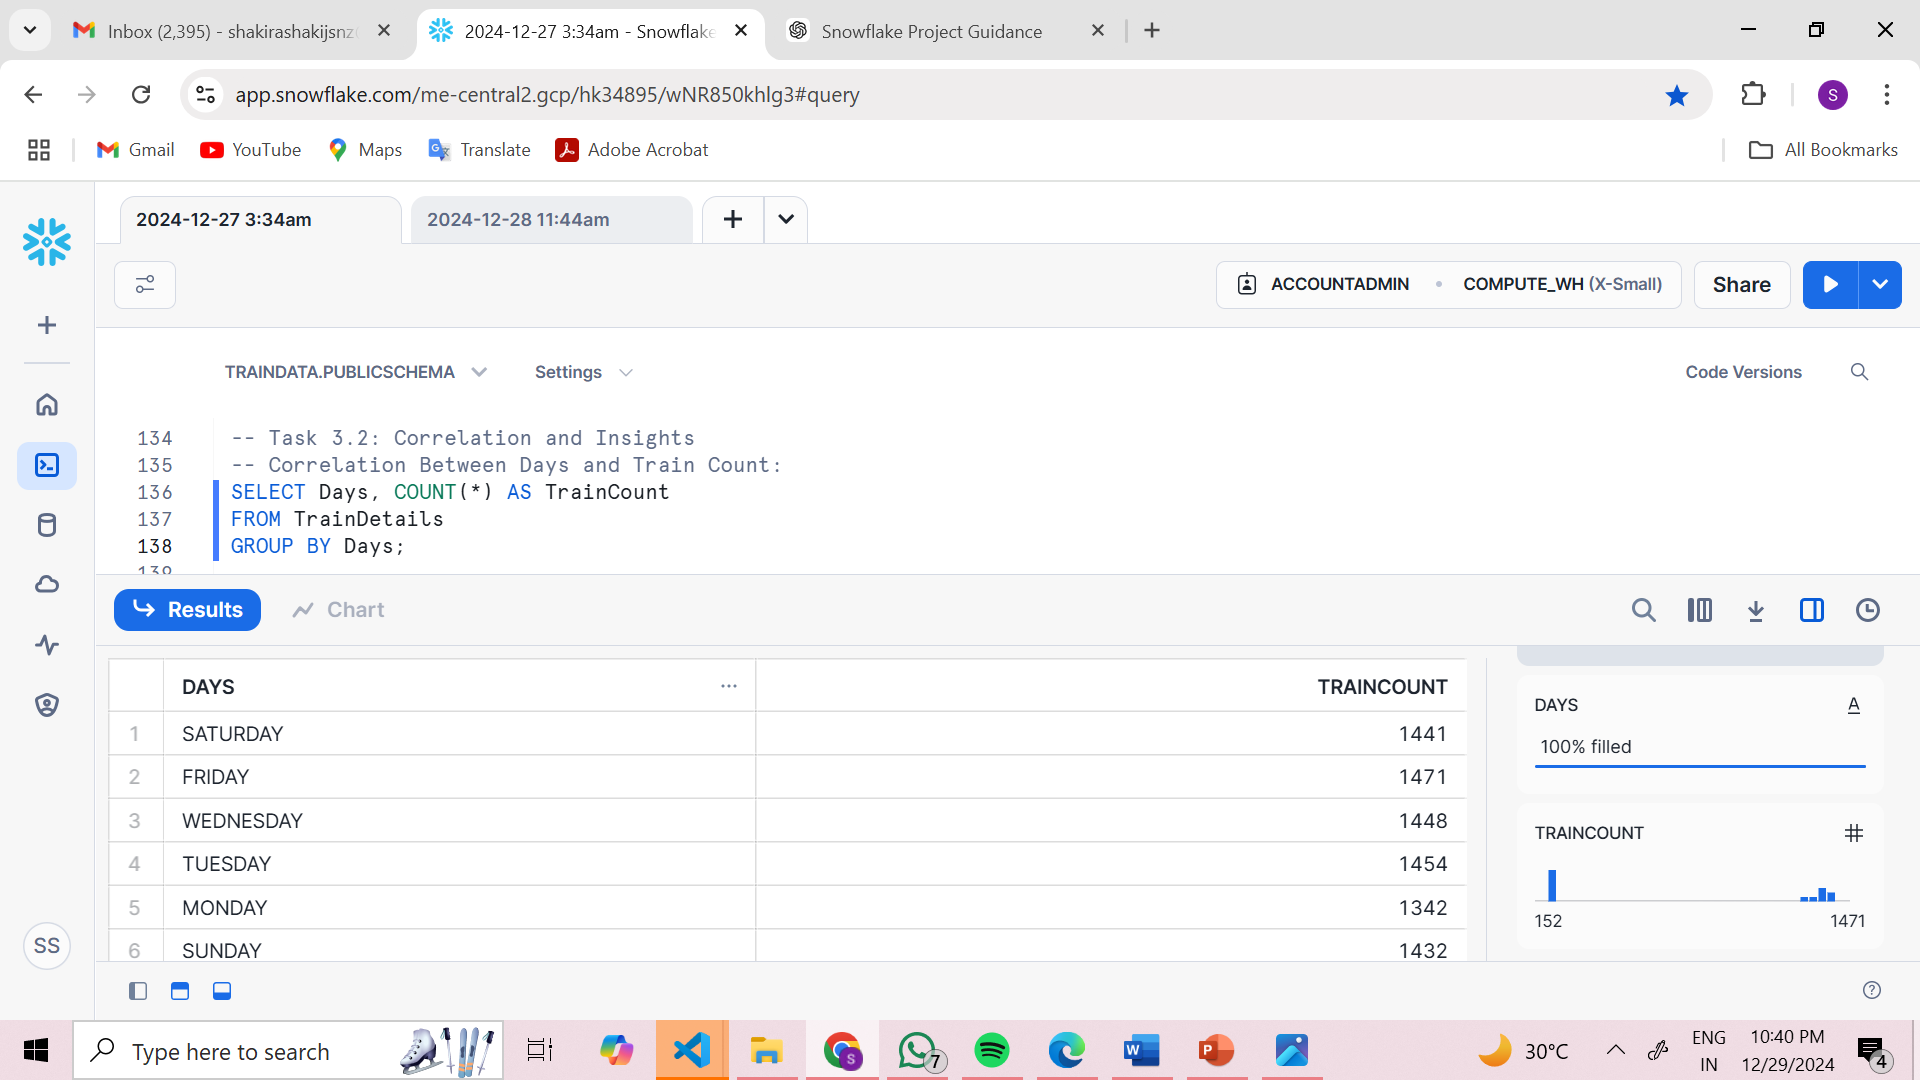 Inbox (2,395) - shakirashakijsnz
2024-12-27 3:34am - Snowflake
Snowflake Project Guidance
app.snowflake.com/me-central2.gcp/hk34895/wNR850khlg3#query
S
Gmail
YouTube
Maps
Translate
Adobe Acrobat
All Bookmarks
2024-12-27 3:34am
2024-12-28 11:44am
ACCOUNTADMIN
COMPUTE_WH (X-Small)
Share
TRAINDATA.PUBLICSCHEMA
Settings
Code Versions
134 -- Task 3.2: Correlation and Insights
135 -- Correlation Between Days and Train Count:
136 SELECT Days, COUNT(*) AS TrainCount
137 FROM TrainDetails
138 GROUP BY Days;
139
Results
Chart
DAYS TRAINCOUNT
1 SATURDAY 1441
2 FRIDAY 1471
3 WEDNESDAY 1448
4 TUESDAY 1454
5 MONDAY 1342
6 SUNDAY 1432
DAYS
100% filled
TRAINCOUNT
152 1471
SS
Type here to search
S
7
30°C
ENG
IN
10:40 PM
12/29/2024
4